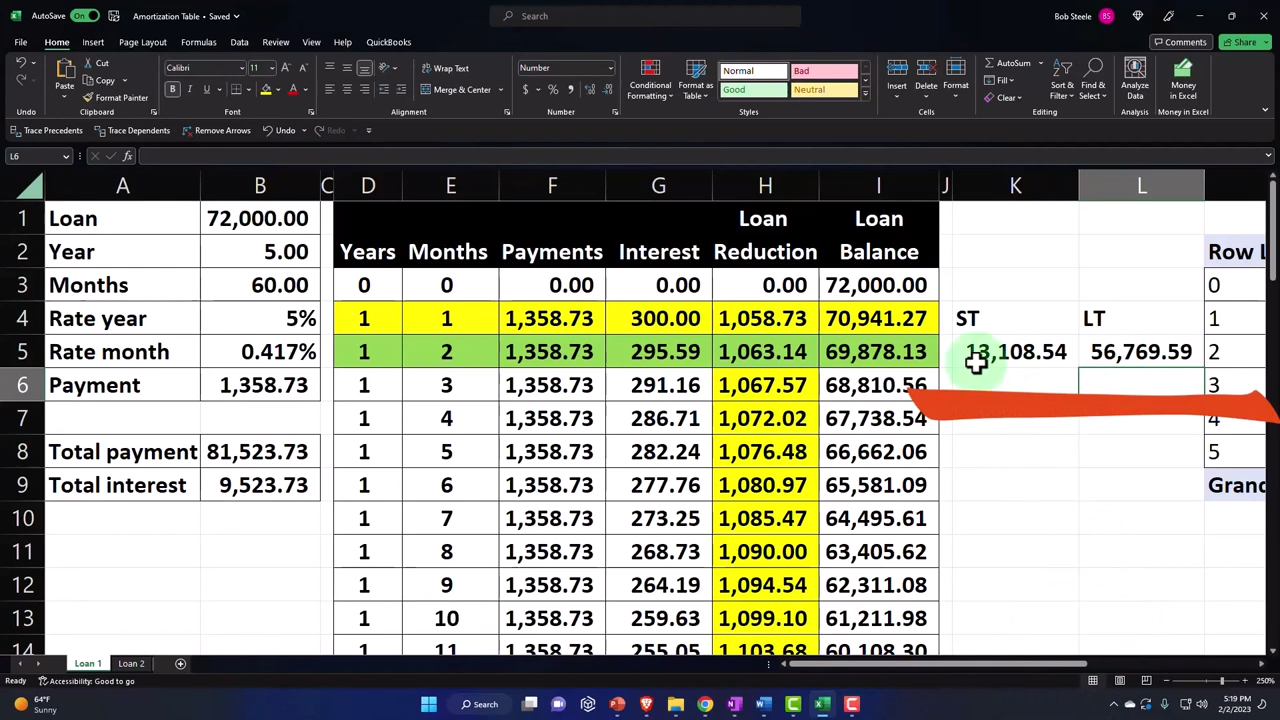 AutoSave On Amortization Table • Saved Search Bob Steele BS
File Home Insert Page Layout Formulas Data Review View Help QuickBooks Comments Share
Cut Calibri 11 Wrap Text Number Normal Bad AutoSum
Copy Fill
Paste Format Painter B I U Merge & Center $ % Conditional Formatting Format as Table Good Neutral Insert Delete Format Clear Sort & Filter Find & Select Analyze Data Money in Excel
Undo Clipboard Font Alignment Number Styles Cells Editing Analysis Money in Excel
Trace Precedents Trace Dependents Remove Arrows Undo Redo
L6 fx
A B C D E F G H I J K L
1 Loan 72,000.00 Loan Loan
2 Year 5.00 Years Months Payments Interest Reduction Balance Row L
3 Months 60.00 0 0 0.00 0.00 0.00 72,000.00 0
4 Rate year 5% 1 1 1,358.73 300.00 1,058.73 70,941.27 ST LT 1
5 Rate month 0.417% 1 2 1,358.73 295.59 1,063.14 69,878.13 13,108.54 56,769.59 2
6 Payment 1,358.73 1 3 1,358.73 291.16 1,067.57 68,810.56 3
7 1 4 1,358.73 286.71 1,072.02 67,738.54 4
8 Total payment 81,523.73 1 5 1,358.73 282.24 1,076.48 66,662.06 5
9 Total interest 9,523.73 1 6 1,358.73 277.76 1,080.97 65,581.09 Grand
10 1 7 1,358.73 273.25 1,085.47 64,495.61
11 1 8 1,358.73 268.73 1,090.00 63,405.62
12 1 9 1,358.73 264.19 1,094.54 62,311.08
13 1 10 1,358.73 259.63 1,099.10 61,211.98
14 1 11 1,358.73 255.05 1,103.68 60,108.30
Loan 1 Loan 2
Ready Accessibility: Good to go 250%
64°F Sunny Search 5:19 PM
2/2/2023